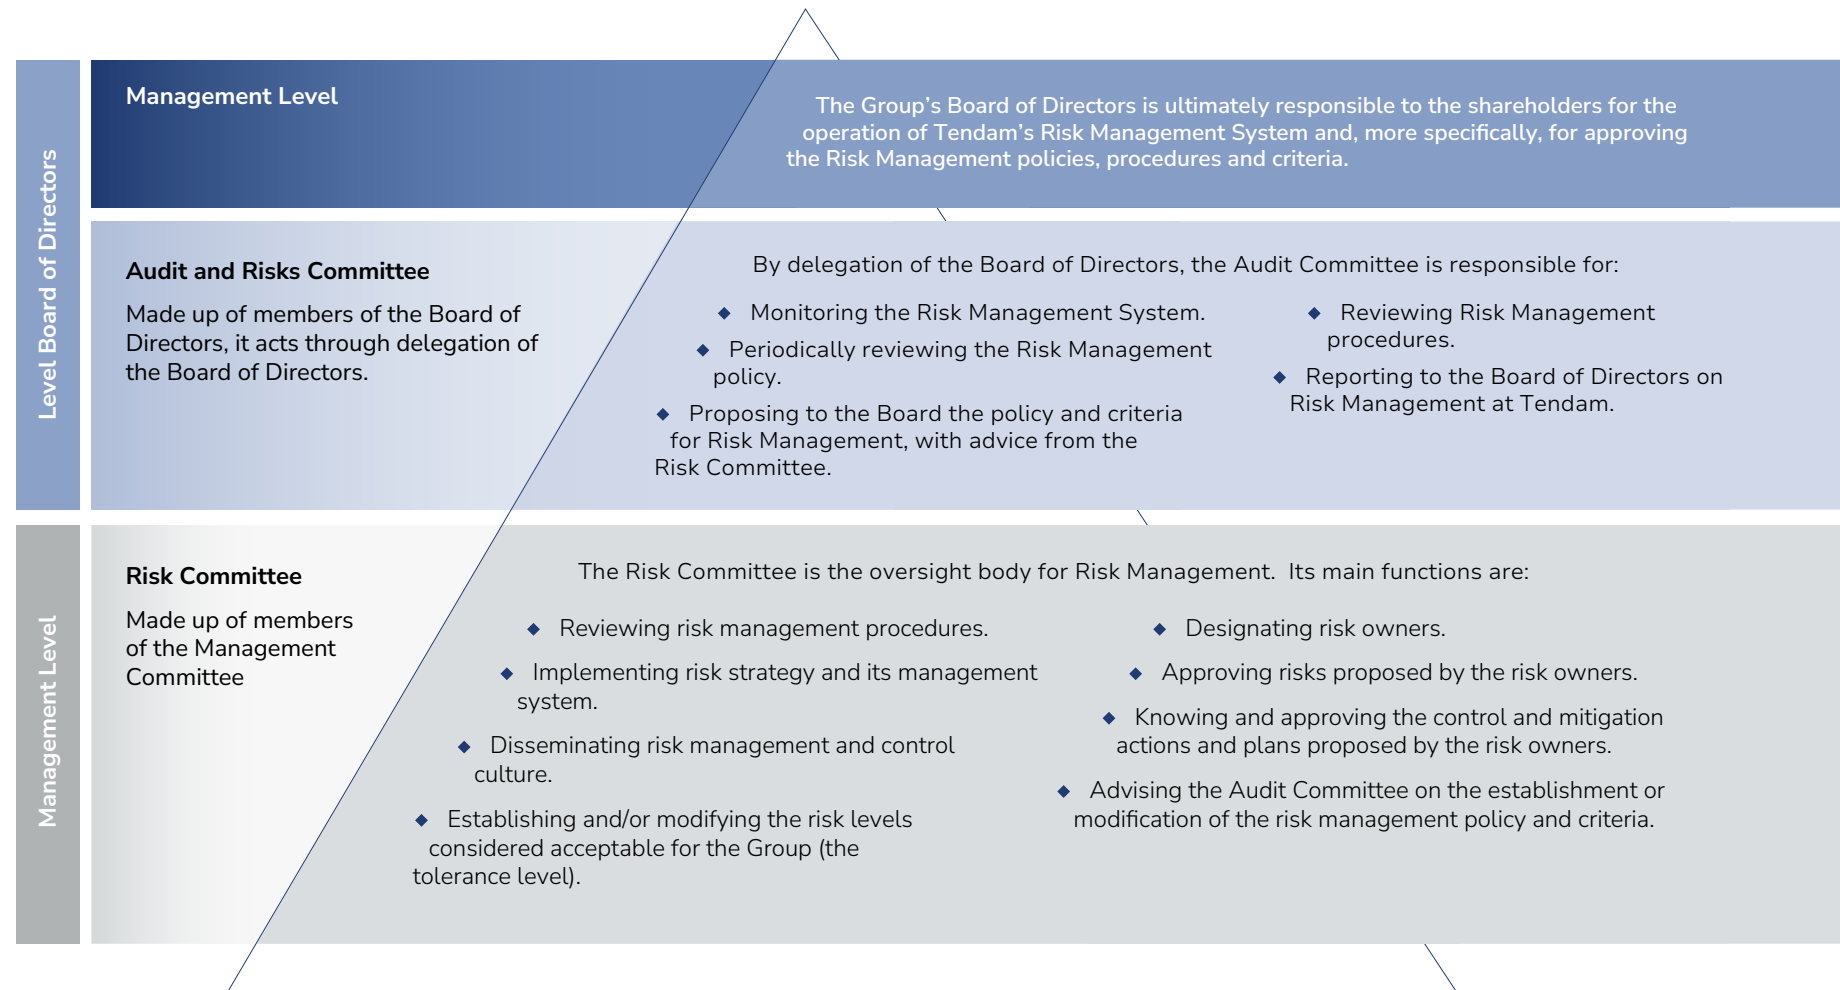 Level Board of Directors
Management Level
The Group’s Board of Directors is ultimately responsible to the shareholders for the
operation of Tendam’s Risk Management System and, more specifically, for approving
the Risk Management policies, procedures and criteria.
Audit and Risks Committee
Made up of members of the Board of
Directors, it acts through delegation of
the Board of Directors.
By delegation of the Board of Directors, the Audit Committee is responsible for:
◆ Monitoring the Risk Management System.
◆ Periodically reviewing the Risk Management
policy.
◆ Proposing to the Board the policy and criteria
for Risk Management, with advice from the
Risk Committee.
◆ Reviewing Risk Management
procedures.
◆ Reporting to the Board of Directors on
Risk Management at Tendam.
Management Level
Risk Committee
Made up of members
of the Management
Committee
The Risk Committee is the oversight body for Risk Management.  Its main functions are:
◆ Reviewing risk management procedures.
◆ Implementing risk strategy and its management
system.
◆ Disseminating risk management and control
culture.
◆ Establishing and/or modifying the risk levels
considered acceptable for the Group (the
tolerance level).
◆ Designating risk owners.
◆ Approving risks proposed by the risk owners.
◆ Knowing and approving the control and mitigation
actions and plans proposed by the risk owners.
◆ Advising the Audit Committee on the establishment or
modification of the risk management policy and criteria.